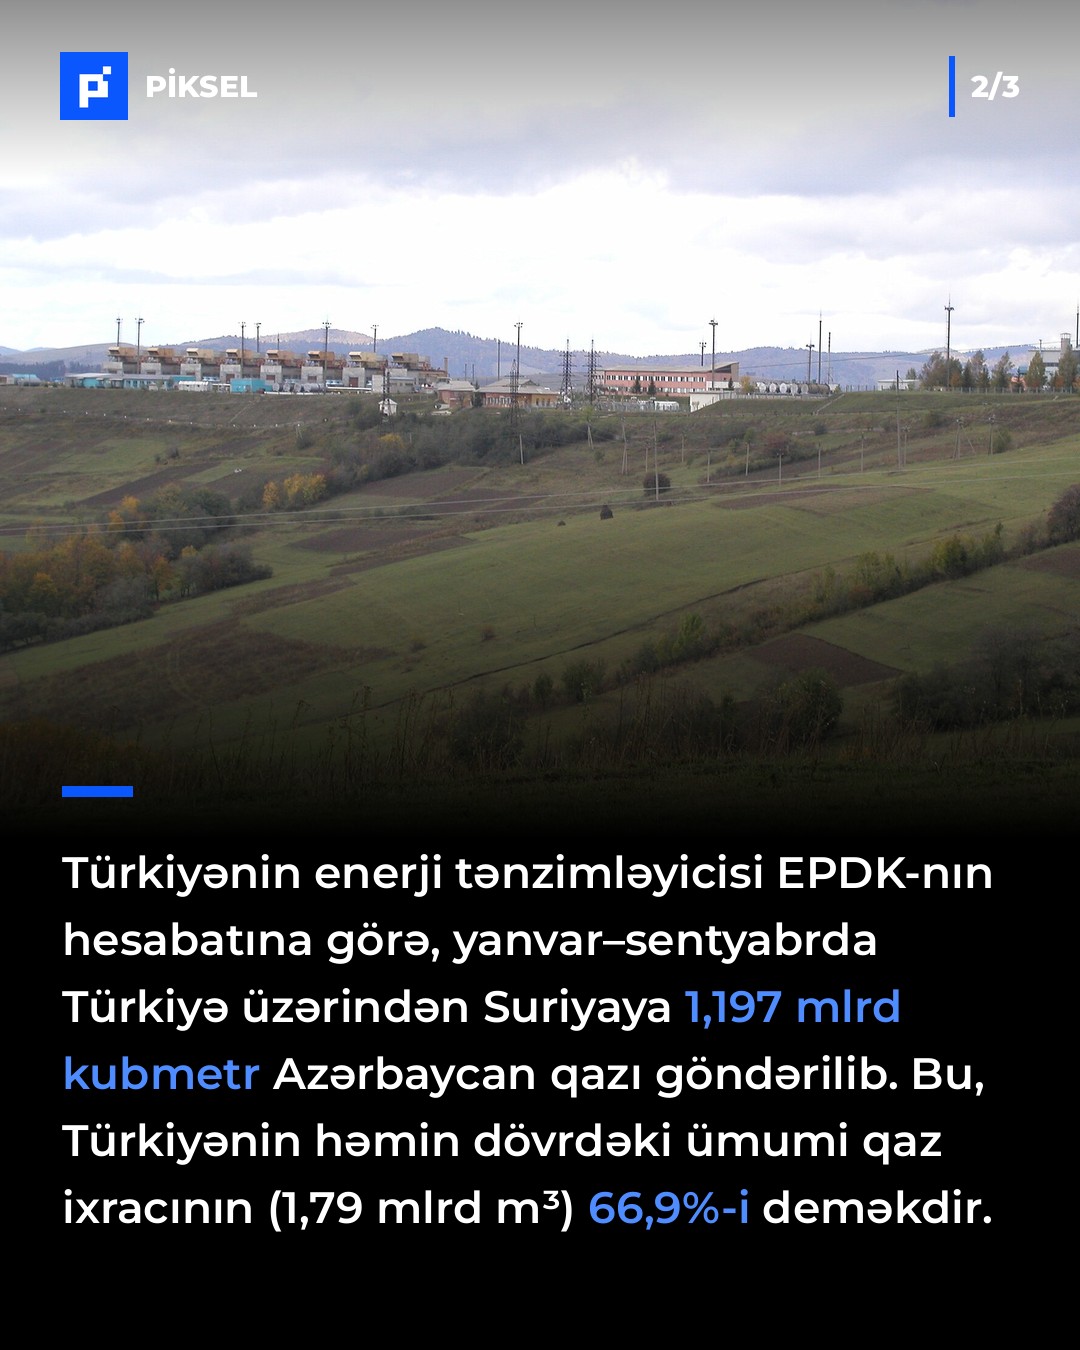 PİKSEL
2/3
Türkiyənin enerji tənzimləyicisi EPDK-nın
hesabatına görə, yanvar–sentyabrda
Türkiyə üzərindən Suriyaya 1,197 mlrd
kubmetr Azərbaycan qazı göndərilib. Bu,
Türkiyənin həmin dövrdəki ümumi qaz
ixracının (1,79 mlrd m³) 66,9%-i deməkdir.